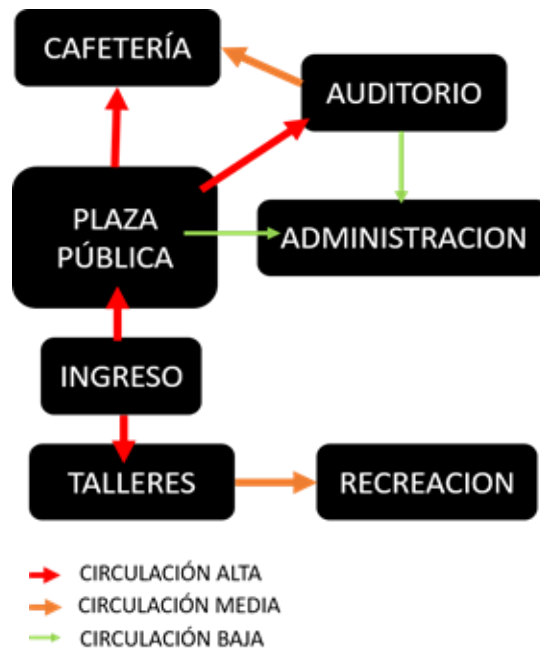 CAFETERÍA
AUDITORIO
PLAZA
PÚBLICA
ADMINISTRACION
INGRESO
TALLERES
RECREACION
CIRCULACIÓN ALTA
CIRCULACIÓN MEDIA
CIRCULACIÓN BAJA